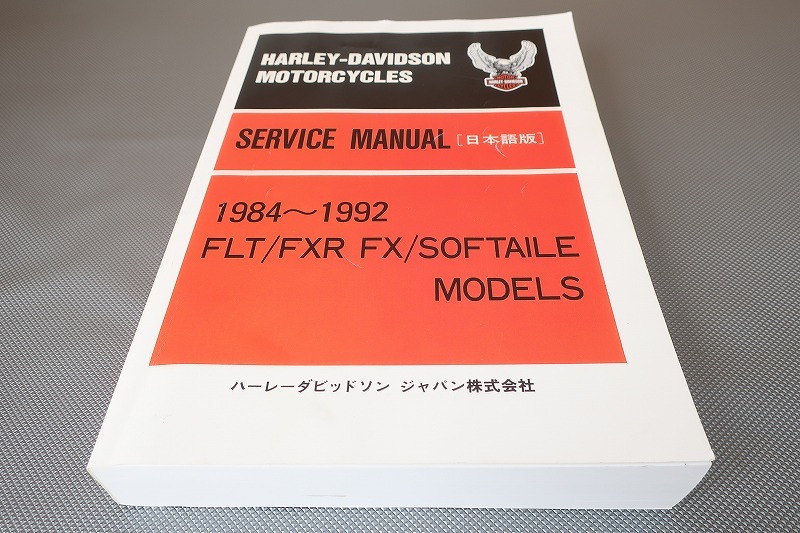 HARLEY-DAVIDSON
MOTORCYCLES
SERVICE MANUAL [日本語版]
1984～1992
FLT/FXR FX/SOFTAILE
MODELS
ハーレーダビッドソン ジャパン株式会社